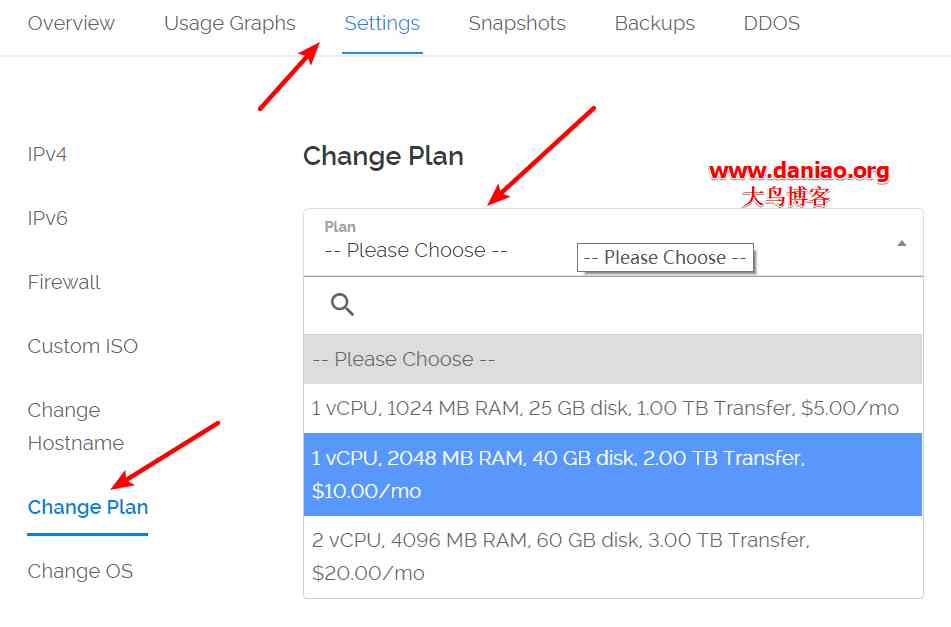 Overview Usage Graphs Settings Snapshots Backups DDOS
IPv4
IPv6
Firewall
Custom ISO
Change
Hostname
Change Plan
Change OS
Change Plan
www.daniao.org
大鸟博客
Plan
-- Please Choose --
-- Please Choose --
-- Please Choose --
1 vCPU, 1024 MB RAM, 25 GB disk, 1.00 TB Transfer, $5.00/mo
1 vCPU, 2048 MB RAM, 40 GB disk, 2.00 TB Transfer,
$10.00/mo
2 vCPU, 4096 MB RAM, 60 GB disk, 3.00 TB Transfer,
$20.00/mo